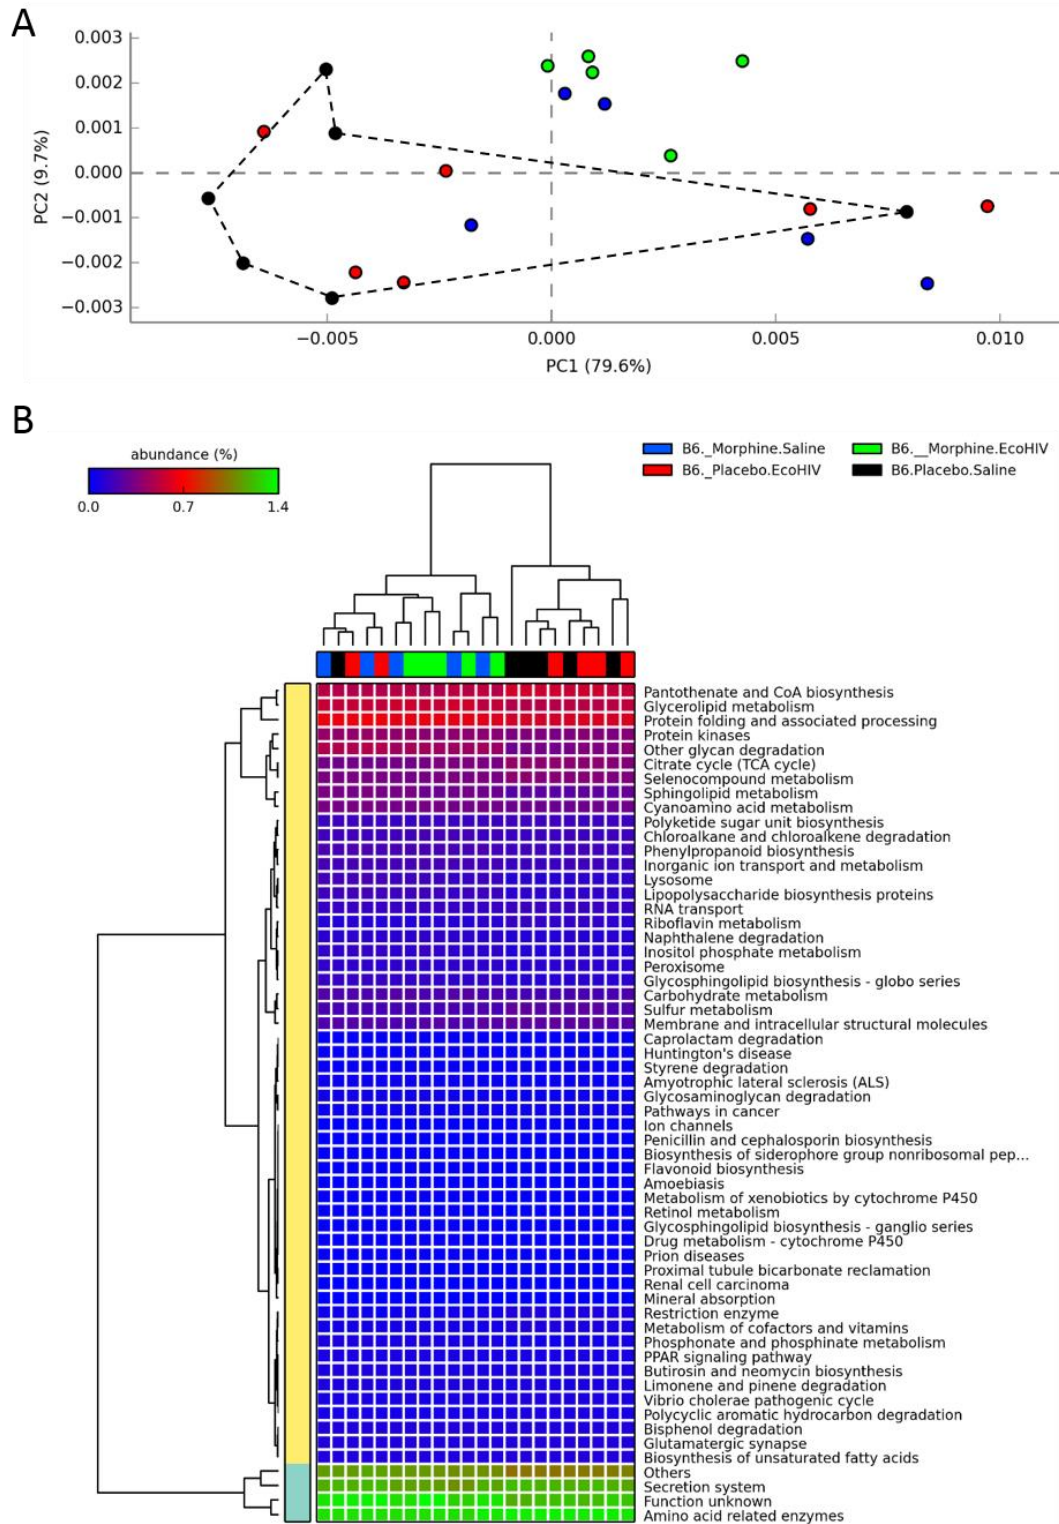 A
0.003
0.002
0.001
0.000
−0.001
−0.002
−0.003
PC2 (9.7%)
−0.005
0.000
0.005
0.010
PC1 (79.6%)
B
abundance (%)
0.0
0.7
1.4
B6._Morphine.Saline
B6.__Morphine.EcoHIV
B6._Placebo.EcoHIV
B6.Placebo.Saline
Pantothenate and CoA biosynthesis
Glycerolipid metabolism
Protein folding and associated processing
Protein kinases
Other glycan degradation
Citrate cycle (TCA cycle)
Selenocompound metabolism
Sphingolipid metabolism
Cyanoamino acid metabolism
Polyketide sugar unit biosynthesis
Chloroalkane and chloroalkene degradation
Phenylpropanoid biosynthesis
Inorganic ion transport and metabolism
Lysosome
Lipopolysaccharide biosynthesis proteins
RNA transport
Riboflavin metabolism
Naphthalene degradation
Inositol phosphate metabolism
Peroxisome
Glycosphingolipid biosynthesis - globo series
Carbohydrate metabolism
Sulfur metabolism
Membrane and intracellular structural molecules
Caprolactam degradation
Huntington's disease
Styrene degradation
Amyotrophic lateral sclerosis (ALS)
Glycosaminoglycan degradation
Pathways in cancer
Ion channels
Penicillin and cephalosporin biosynthesis
Biosynthesis of siderophore group nonribosomal pep...
Flavonoid biosynthesis
Amoebiasis
Metabolism of xenobiotics by cytochrome P450
Retinol metabolism
Glycosphingolipid biosynthesis - ganglio series
Drug metabolism - cytochrome P450
Prion diseases
Proximal tubule bicarbonate reclamation
Renal cell carcinoma
Mineral absorption
Restriction enzyme
Metabolism of cofactors and vitamins
Phosphonate and phosphinate metabolism
PPAR signaling pathway
Butirosin and neomycin biosynthesis
Limonene and pinene degradation
Vibrio cholerae pathogenic cycle
Polycyclic aromatic hydrocarbon degradation
Bisphenol degradation
Glutamatergic synapse
Biosynthesis of unsaturated fatty acids
Others
Secretion system
Function unknown
Amino acid related enzymes